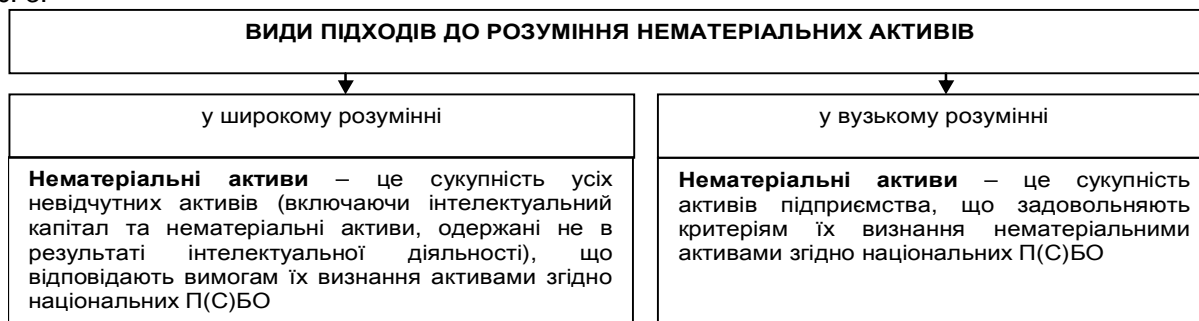 ВИДИ ПІДХОДІВ ДО РОЗУМІННЯ НЕМАТЕРІАЛЬНИХ АКТИВІВ
у широкому розумінні
Нематеріальні активи – це сукупність усіх
невідчутних активів (включаючи інтелектуальний
капітал та нематеріальні активи, одержані не в
результаті інтелектуальної діяльності), що
відповідають вимогам їх визнання активами згідно
національних П(С)БО
у вузькому розумінні
Нематеріальні активи – це сукупність
активів підприємства, що задовольняють
критеріям їх визнання нематеріальними
активами згідно національних П(С)БО